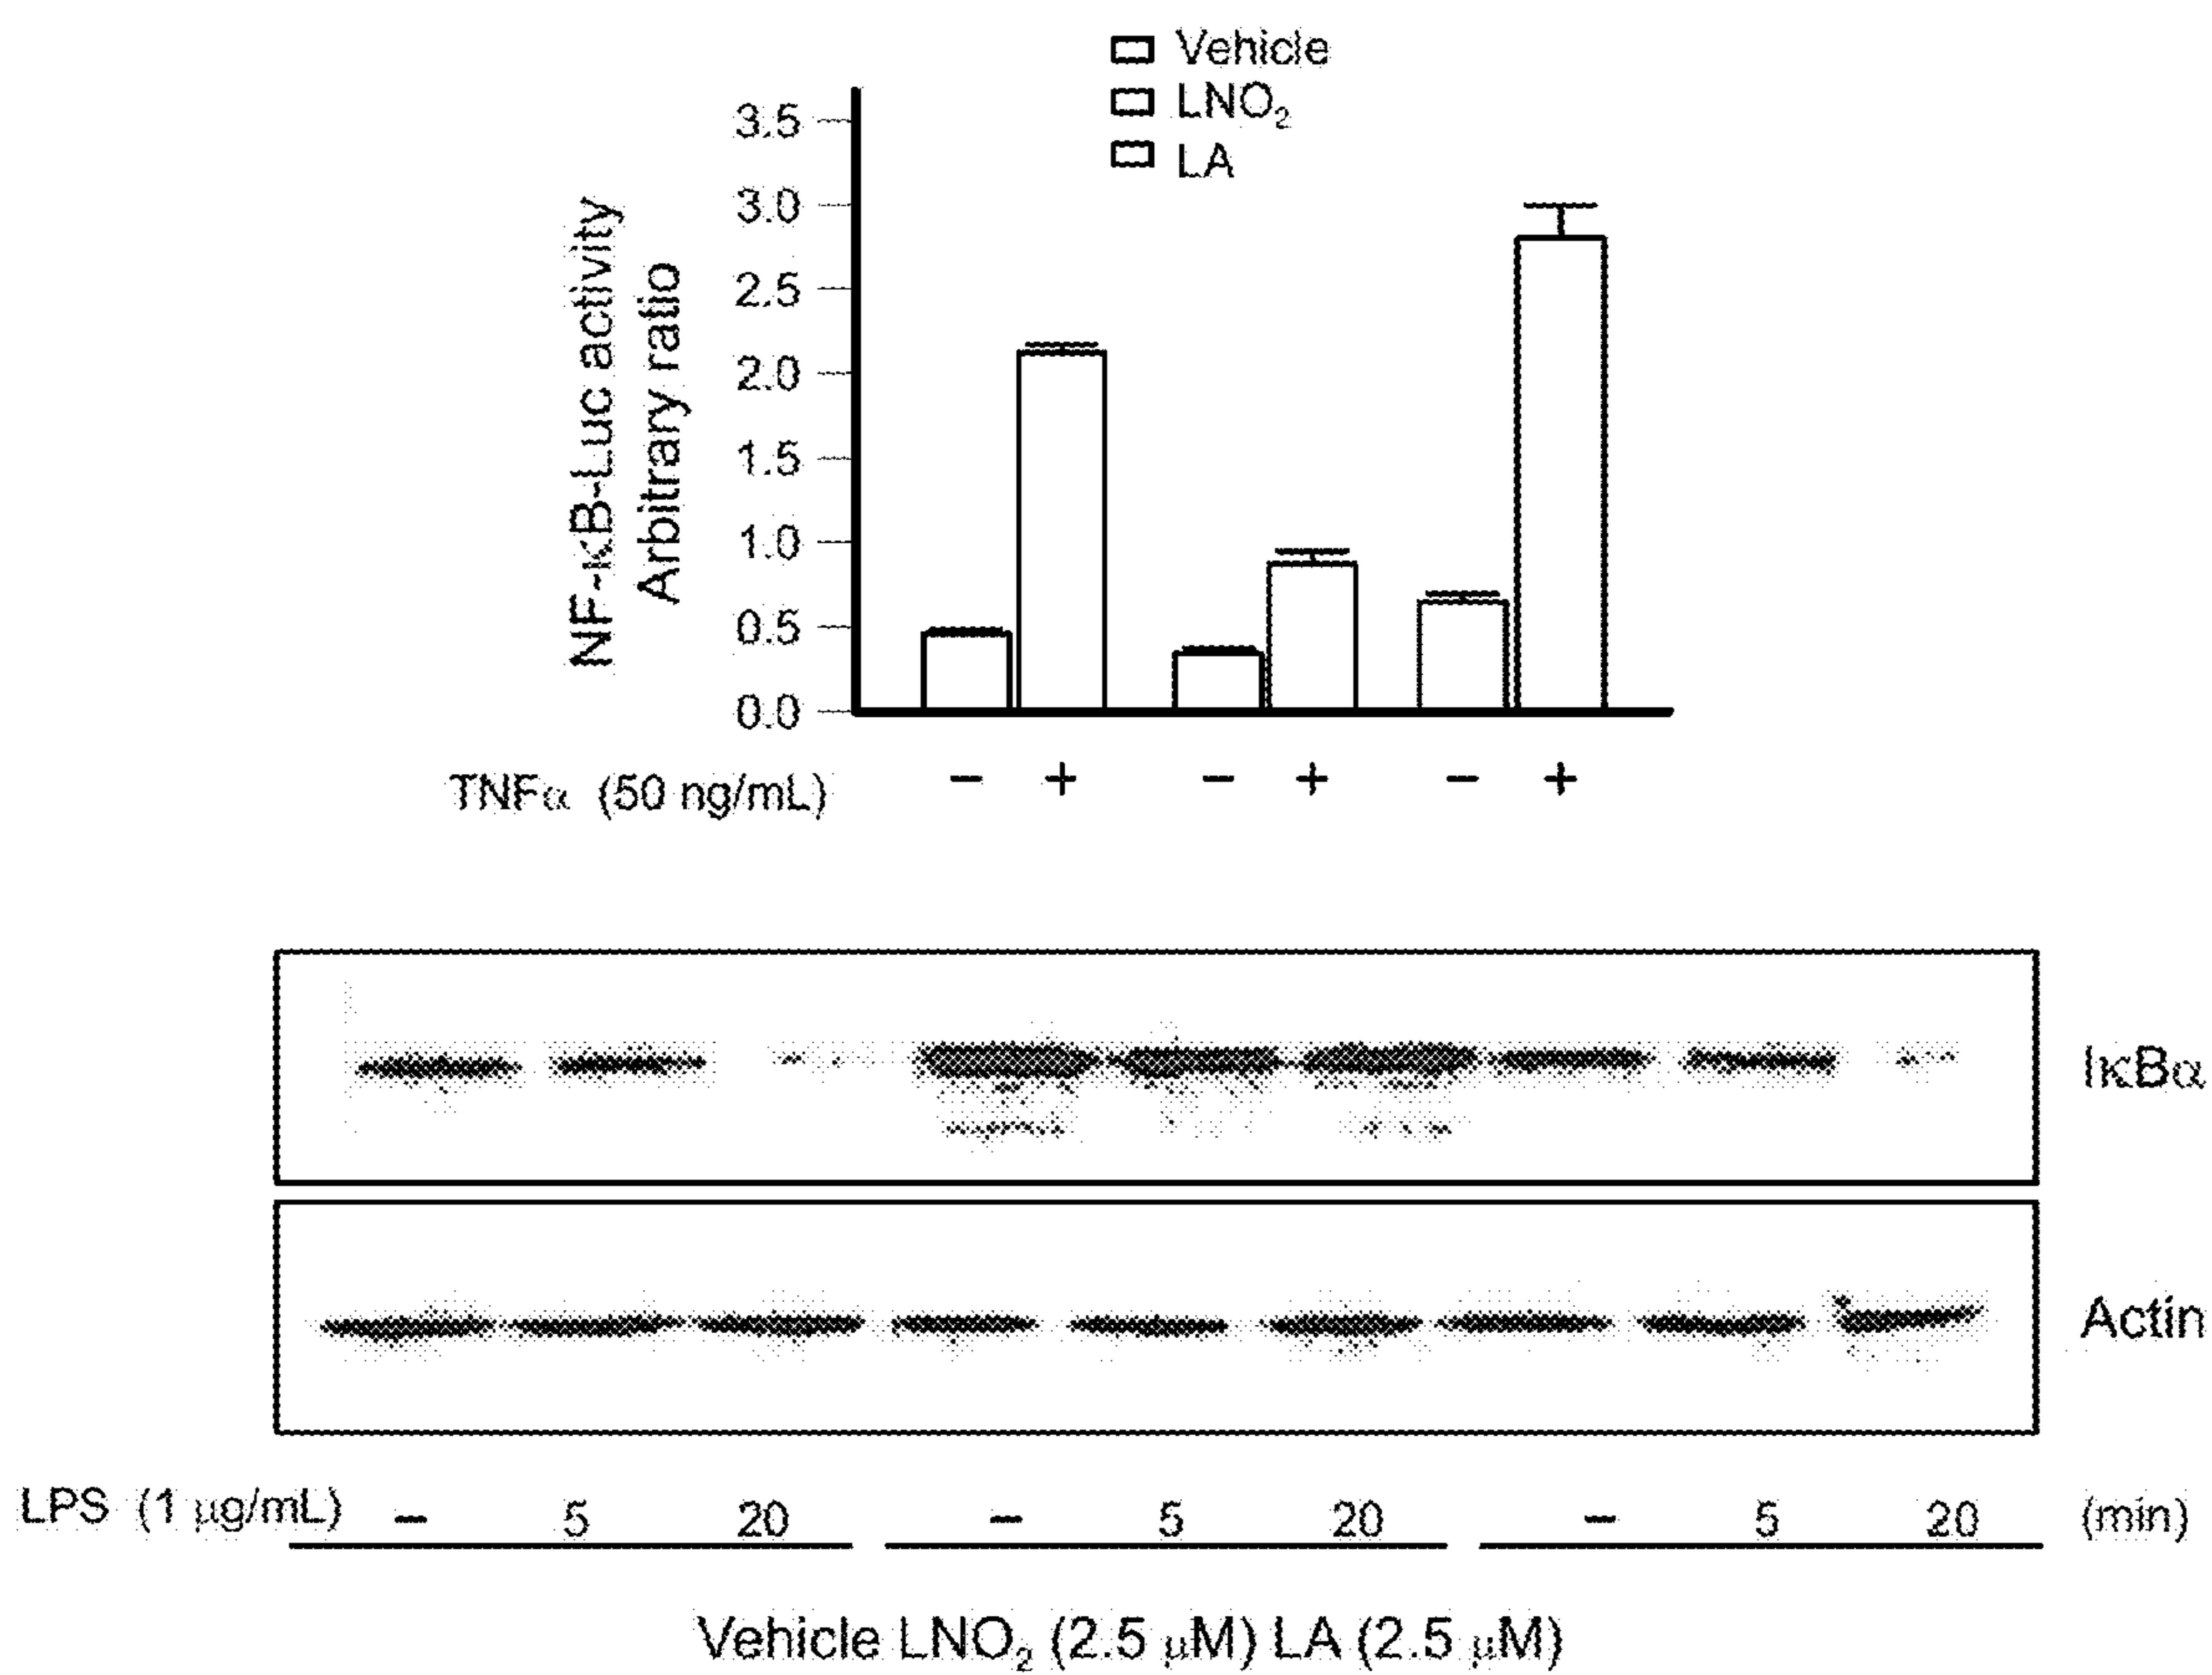 Vehicle
LNO₂
LA
NF-κB-Luc activity
Arbitrary ratio
3.5
3.0
2.5
2.0
1.5
1.0
0.5
0.0
TNFα (50 ng/mL) – + – + – +
IκBα
Actin
LPS (1 μg/mL) – 5 20 – 5 20 – 5 20 (min)
Vehicle LNO₂ (2.5 μM) LA (2.5 μM)